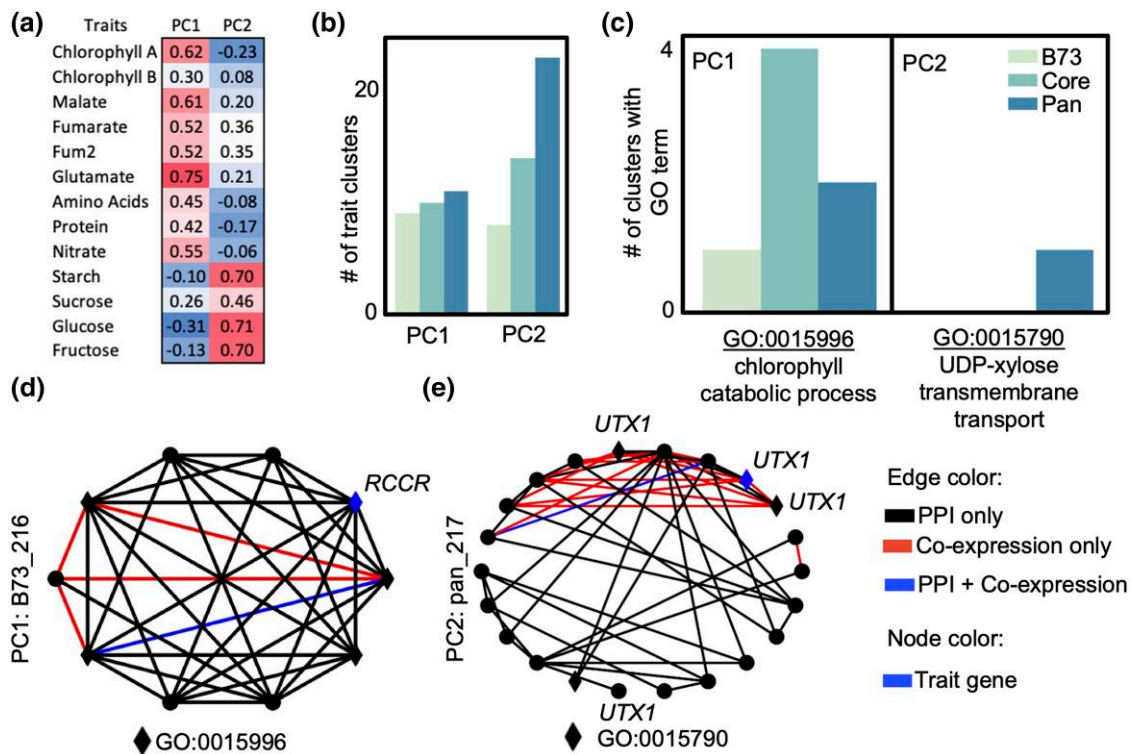 (a)
Traits PC1 PC2
Chlorophyll A 0.62 -0.23
Chlorophyll B 0.30 0.08
Malate 0.61 0.20
Fumarate 0.52 0.36
Fum2 0.52 0.35
Glutamate 0.75 0.21
Amino Acids 0.45 -0.08
Protein 0.42 -0.17
Nitrate 0.55 -0.06
Starch -0.10 0.70
Sucrose 0.26 0.46
Glucose -0.31 0.71
Fructose -0.13 0.70
(b)
# of trait clusters
20
0
PC1 PC2
(c)
# of clusters with
GO term
4
0
PC1
PC2
B73
Core
Pan
GO:0015996
chlorophyll
catabolic process
GO:0015790
UDP-xylose
transmembrane
transport
(d)
PC1: B73_216
RCCR
GO:0015996
(e)
PC2: pan_217
UTX1
UTX1
UTX1
UTX1
GO:0015790
Edge color:
PPI only
Co-expression only
PPI + Co-expression
Node color:
Trait gene